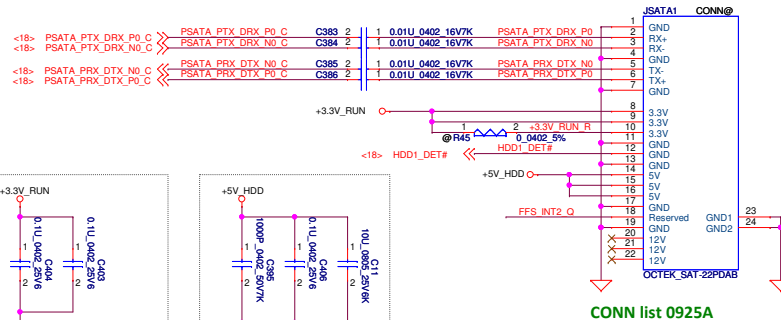 JSATA1 CONN@
<18> PSATA_PTX_DRX_P0_C PSATA_PTX_DRX_P0_C C383 2 1 0.01U_0402_16V7K PSATA_PTX_DRX_P0
<18> PSATA_PTX_DRX_N0_C PSATA_PTX_DRX_N0_C C384 2 1 0.01U_0402_16V7K PSATA_PTX_DRX_N0
<18> PSATA_PRX_DTX_N0_C PSATA_PRX_DTX_N0_C C385 2 1 0.01U_0402_16V7K PSATA_PRX_DTX_N0
<18> PSATA_PRX_DTX_P0_C PSATA_PRX_DTX_P0_C C386 2 1 0.01U_0402_16V7K PSATA_PRX_DTX_P0
1 GND
2 RX+
3 RX-
4 GND
5 TX-
6 TX+
7 GND
+3.3V_RUN
8 3.3V
9 3.3V
@R45 1 2 +3.3V_RUN_R
0_0402_5%
10 3.3V
11 GND
<18> HDD1_DET# HDD1_DET#
12 GND
13 GND
+5V_HDD
14 5V
15 5V
16 5V
17 GND
FFS_INT2_Q
18 Reserved
19 GND
20 12V
21 12V
22 12V
GND1 23
GND2 24
OCTEK_SAT-22PDAB
CONN list 0925A
+3.3V_RUN
1 2
0.1U_0402_25V6
C404
1 2
0.1U_0402_25V6
C403
+5V_HDD
1 2
1000P_0402_50V7K
C395
1 2
0.1U_0402_25V6
C406
1 2
10U_0805_25V6K
C11